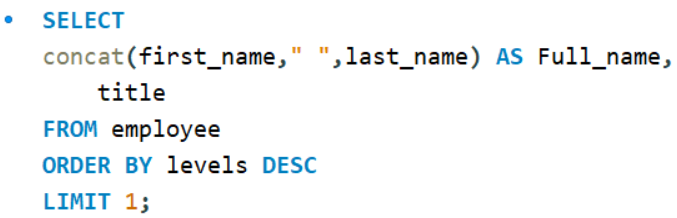 SELECT
concat(first_name," ",last_name) AS Full_name,
title
FROM employee
ORDER BY levels DESC
LIMIT 1;